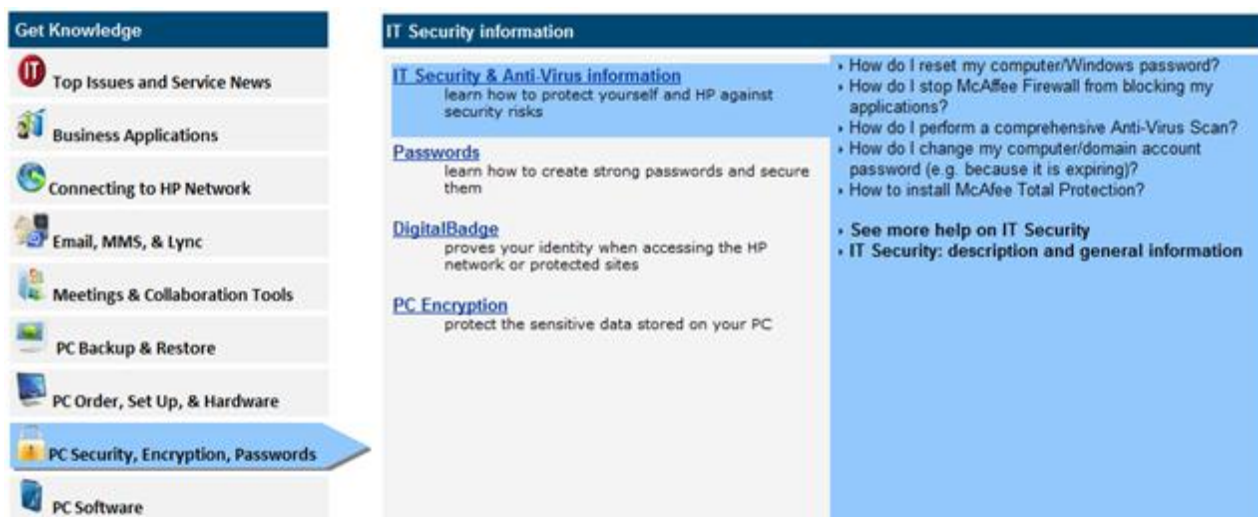 Get Knowledge
IT
Top Issues and Service News
Business Applications
Connecting to HP Network
Email, MMS, & Lync
Meetings & Collaboration Tools
PC Backup & Restore
PC Order, Set Up, & Hardware
PC Security, Encryption, Passwords
PC Software
IT Security information
IT Security & Anti-Virus information
learn how to protect yourself and HP against
security risks
Passwords
learn how to create strong passwords and secure
them
DigitalBadge
proves your identity when accessing the HP
network or protected sites
PC Encryption
protect the sensitive data stored on your PC
How do I reset my computer/Windows password?
How do I stop McAffee Firewall from blocking my
applications?
How do I perform a comprehensive Anti-Virus Scan?
How do I change my computer/domain account
password (e.g. because it is expiring)?
How to install McAfee Total Protection?
See more help on IT Security
IT Security: description and general information